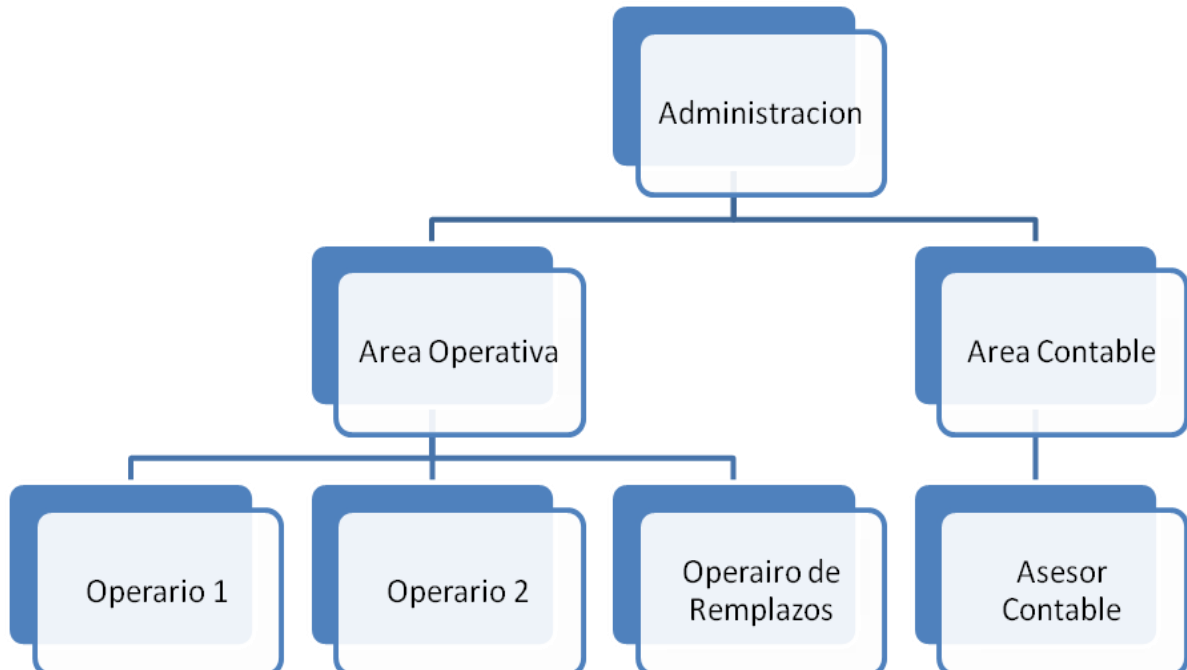 Administracion
Area Operativa
Area Contable
Operario 1
Operario 2
Operairo de
Remplazos
Asesor
Contable